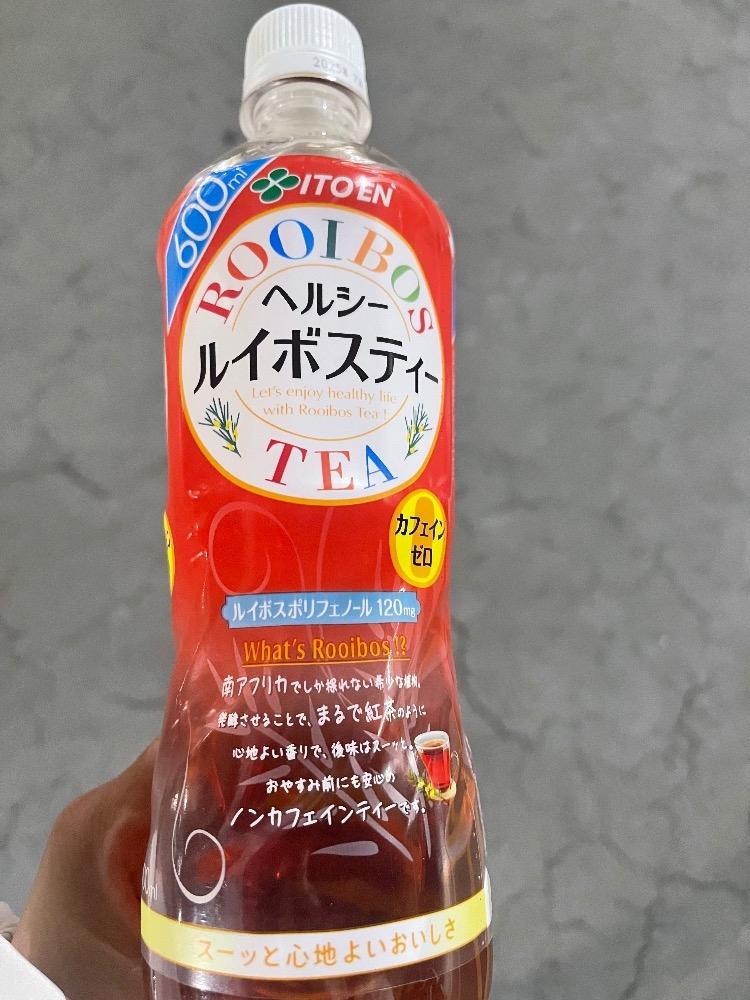 2025
600ml
ITO EN
ROOIBOS
ヘルシー
ルイボスティー
Let's enjoy healthy life
with Rooibos Tea !
TEA
カフェイン
ゼロ
ルイボスポリフェノール 120mg
What's Rooibos !?
南アフリカでしか採れない希少な植物。
発酵させることで、まるで紅茶のように
心地よい香りで、後味はスーッと。
おやすみ前にも安心の
ノンカフェインティーです。
スーッと心地よいおいしさ